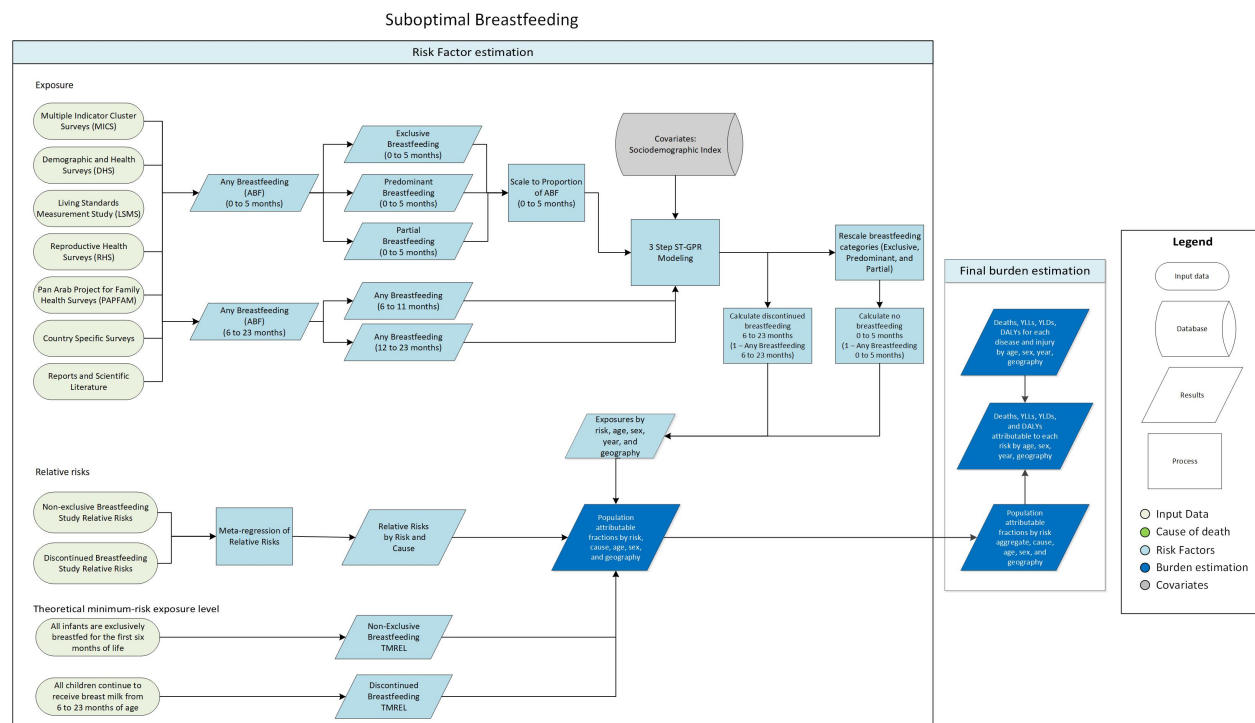 Suboptimal Breastfeeding
Risk Factor estimation
Exposure
Multiple Indicator Cluster
Surveys (MICS)
Demographic and Health
Surveys (DHS)
Living Standards
Measurement Study (LSMS)
Reproductive Health
Surveys (RHS)
Pan Arab Project for Family
Health Surveys (PAPFAM)
Country Specific Surveys
Reports and Scientific
Literature
Any Breastfeeding
(ABF)
(0 to 5 months)
Any Breastfeeding
(ABF)
(6 to 23 months)
Exclusive
Breastfeeding
(0 to 5 months)
Predominant
Breastfeeding
(0 to 5 months)
Partial
Breastfeeding
(0 to 5 months)
Any Breastfeeding
(6 to 11 months)
Any Breastfeeding
(12 to 23 months)
Scale to Proportion
of ABF
(0 to 5 months)
Covariates:
Sociodemographic Index
3 Step ST-GPR
Modeling
Rescale breastfeeding
categories (Exclusive,
Predominant, and
Partial)
Calculate discontinued
breastfeeding
6 to 23 months
(1 – Any Breastfeeding
6 to 23 months)
Calculate no
breastfeeding
0 to 5 months
(1 – Any Breastfeeding
0 to 5 months)
Exposures by
risk, age, sex,
year, and
geography
Relative risks
Non-exclusive Breastfeeding
Study Relative Risks
Discontinued Breastfeeding
Study Relative Risks
Meta-regression of
Relative Risks
Relative Risks
by Risk and
Cause
Population
attributable
fractions by risk,
cause, age, sex,
and geography
Theoretical minimum-risk exposure level
All infants are exclusively
breastfed for the first six
months of life
All children continue to
receive breast milk from
6 to 23 months of age
Non-Exclusive
Breastfeeding
TMREL
Discontinued
Breastfeeding
TMREL
Final burden estimation
Deaths, YLLs, YLDs,
DALYs for each
disease and injury
by age, sex, year,
geography
Deaths, YLLs, YLDs,
and DALYs
attributable to each
risk by age, sex,
year, geography
Population
attributable
fractions by risk
aggregate, cause,
age, sex, and
geography
Legend
Input data
Database
Results
Process
Input Data
Cause of death
Risk Factors
Burden estimation
Covariates